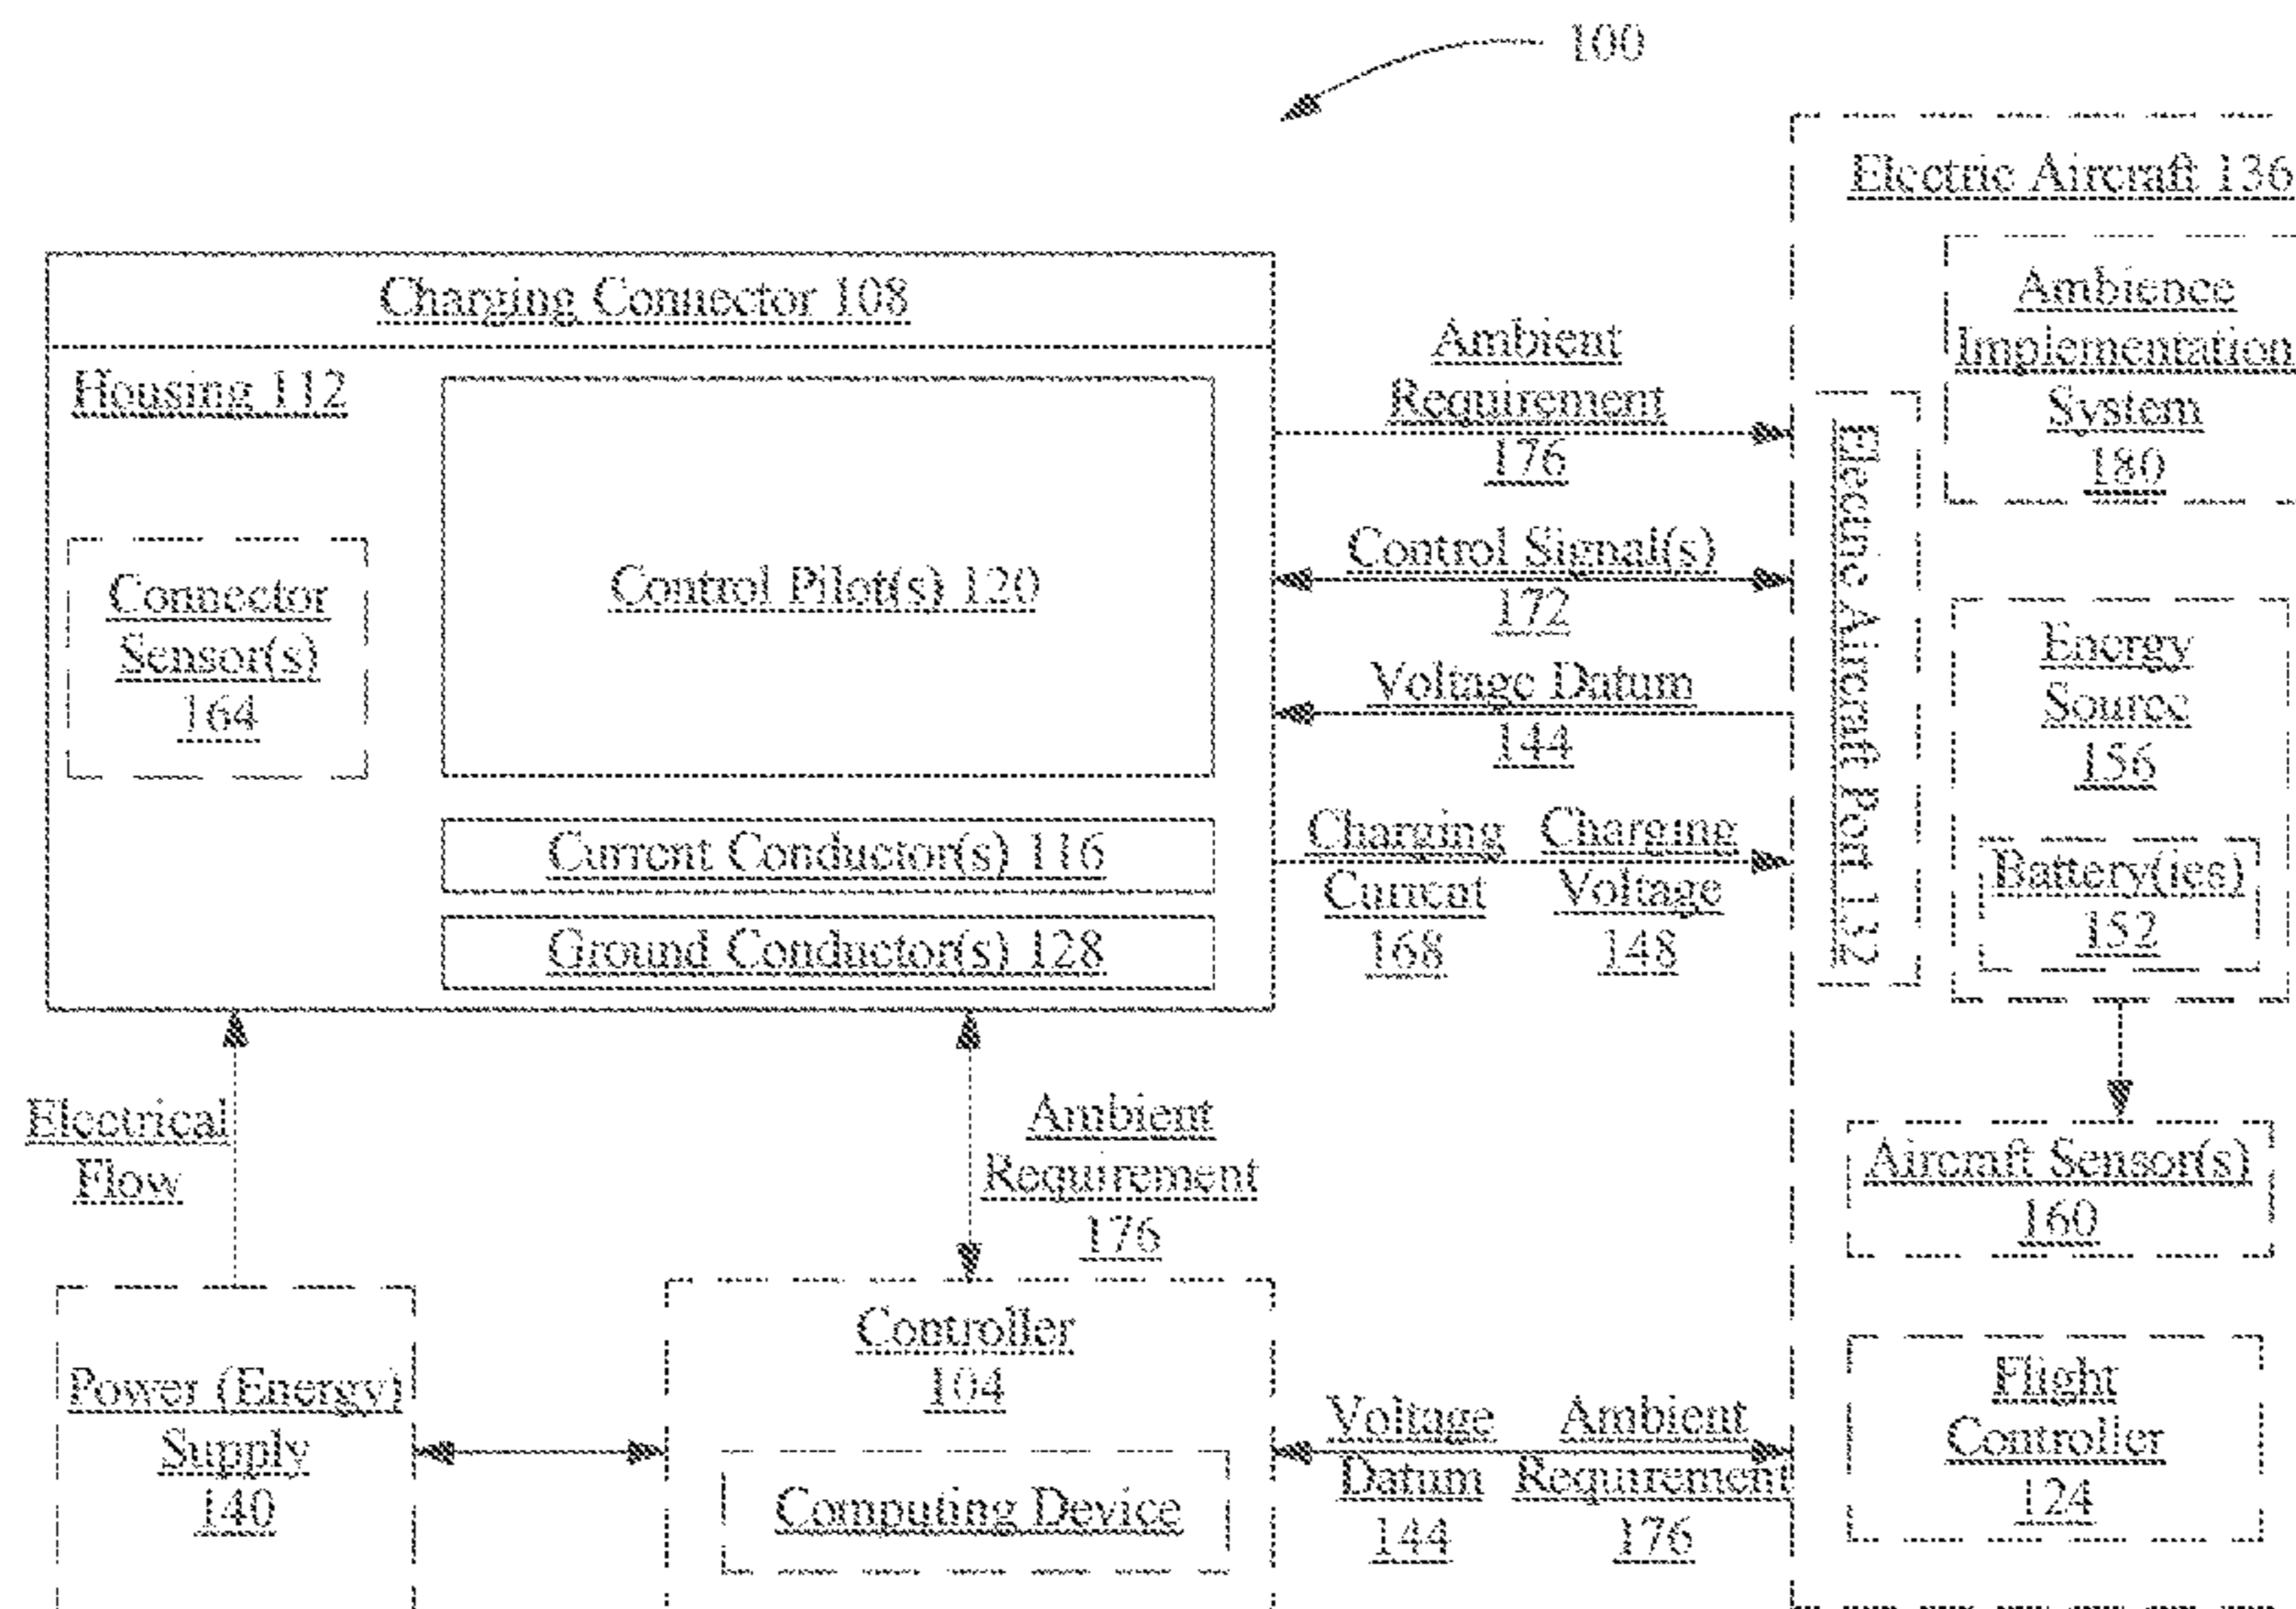 100
Electric Aircraft 136
Ambience
Implementation
System
180
Charging Connector 108
Housing 112
Control Pilot(s) 120
Connector
Sensor(s)
164
Current Conductor(s) 116
Ground Conductor(s) 128
Ambient
Requirement
176
Control Signal(s)
172
Voltage Datum
144
Charging
Current
168
Charging
Voltage
148
Electric Aircraft Port 132
Energy
Source
156
Battery(ies)
152
Aircraft Sensor(s)
160
Flight
Controller
124
Electrical
Flow
Ambient
Requirement
176
Power (Energy)
Supply
140
Controller
104
Computing Device
Voltage
Datum
144
Ambient
Requirement
176